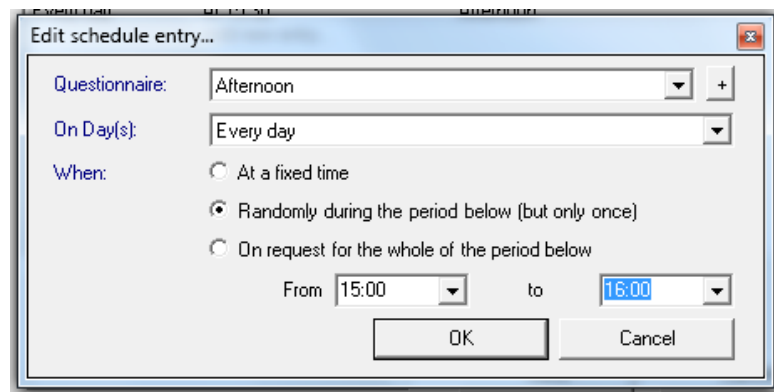 Edit schedule entry...
Questionnaire: Afternoon +
On Day(s): Every day
When: At a fixed time
Randomly during the period below (but only once)
On request for the whole of the period below
From 15:00 to 16:00
OK Cancel